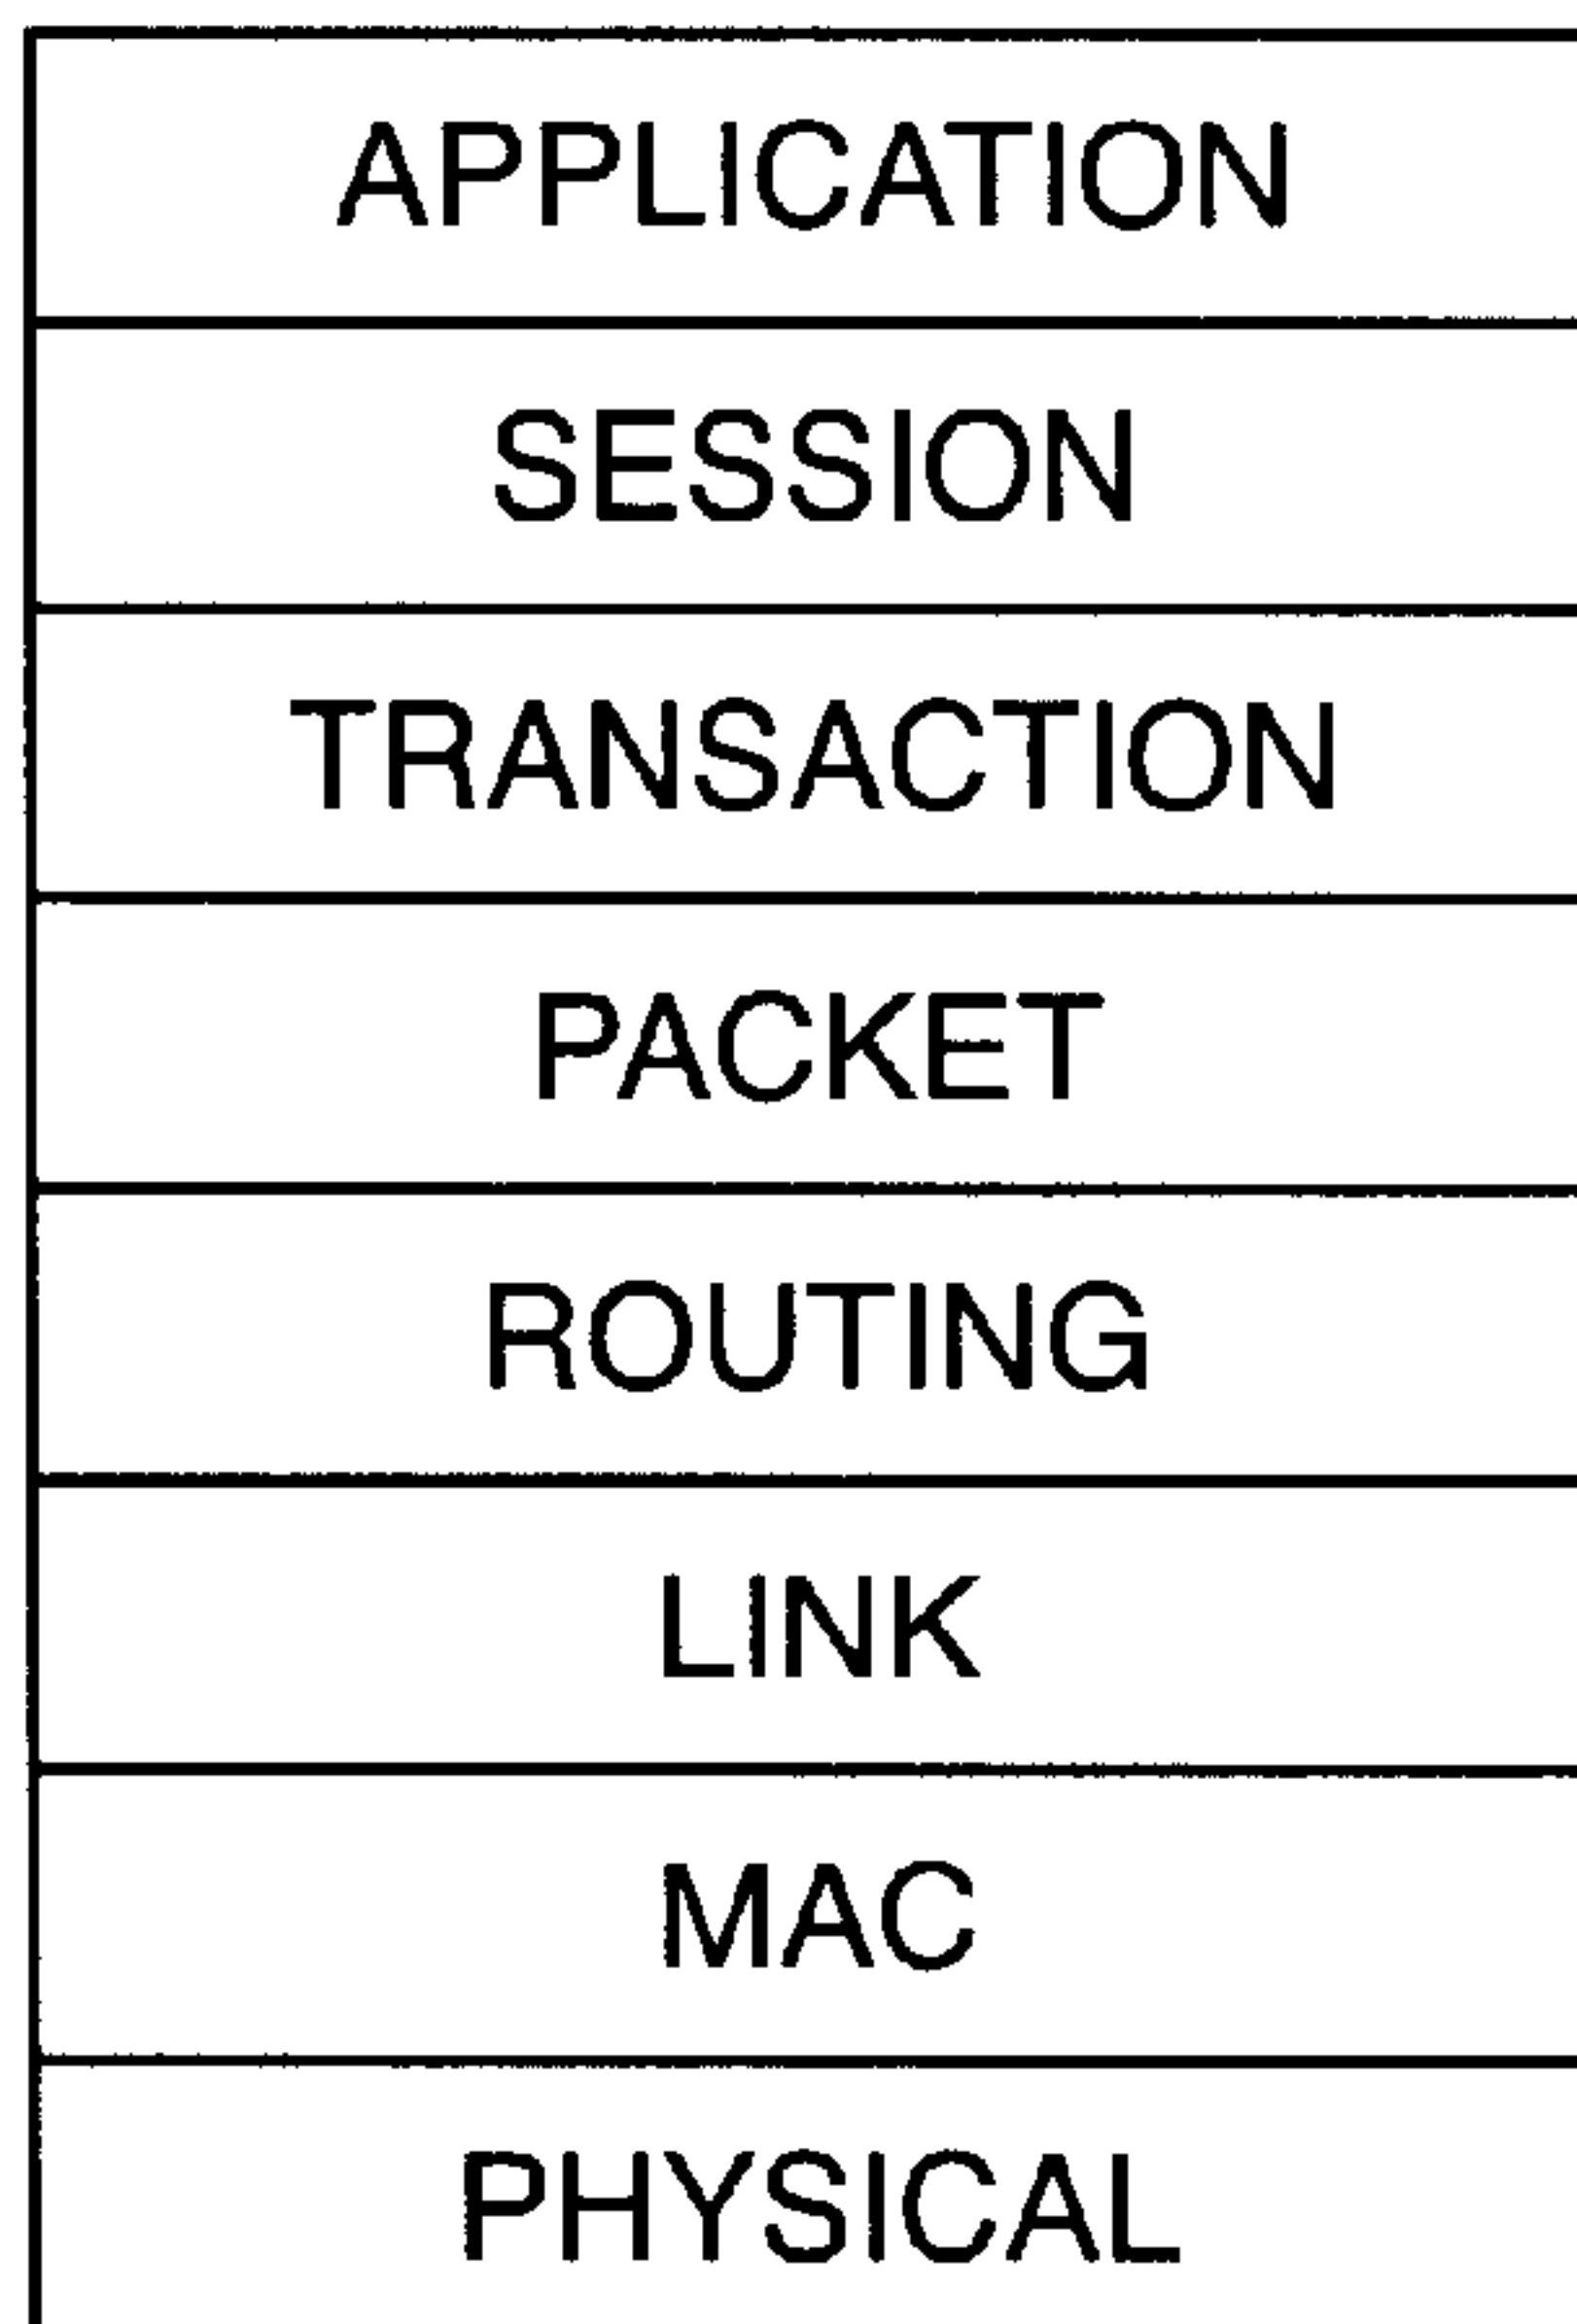 APPLICATION
SESSION
TRANSACTION
PACKET
ROUTING
LINK
MAC
PHYSICAL